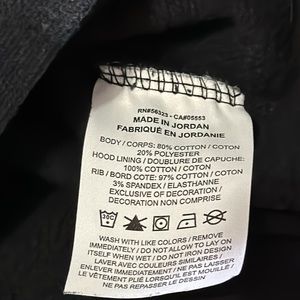 RN#56323 - CA#05553
MADE IN JORDAN
FABRIQUÉ EN JORDANIE
BODY / CORPS: 80% COTTON / COTON
20% POLYESTER
HOOD LINING / DOUBLURE DE CAPUCHE:
100% COTTON / COTON
RIB / BORD COTE: 97% COTTON / COTON
3% SPANDEX / ELASTHANNE
EXCLUSIVE OF DECORATION /
DECORATION NON COMPRISE
WASH WITH LIKE COLORS / REMOVE
IMMEDIATELY / DO NOT ALLOW TO LAY ON
ITSELF WHEN WET / DO NOT IRON DESIGN
LAVER AVEC COULEURS SIMILAIRES /
ENLEVER IMMÉDIATEMENT / NE PAS LAISSER
LE VÊTEMENT PLIÉ LORSQU'IL EST MOUILLÉ /
NE PAS REPASSER LE DESSIN